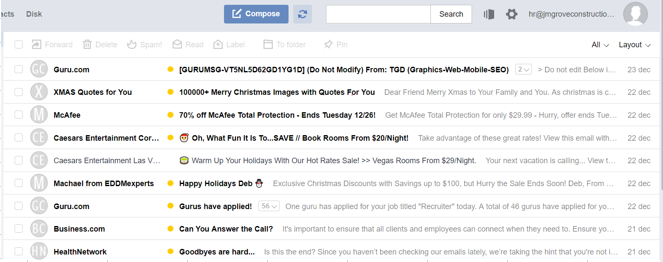 acts Disk Compose Search hr@jmgroveconstructio...
Forward Delete Spam! Read Label To folder Pin All Layout
GC Guru.com [GURUMSG-VT5NL5D62GD1YG1D] (Do Not Modify) From: TGD (Graphics-Web-Mobile-SEO) 2 > Do not edit Below i... 23 dec
X XMAS Quotes for You 100000+ Merry Christmas Images with Quotes For You Dear Friend Merry Xmas to Your Family and You. As christmas is c... 23 dec
M McAfee 70% off McAfee Total Protection - Ends Tuesday 12/26! Get McAfee Total Protection for only $29.99 - Hurry, offer ends Tue... 23 dec
CE Caesars Entertainment Cor... Oh, What Fun It Is To...SAVE // Book Rooms From $20/Night! Take advantage of these great rates. View this email with... 23 dec
CE Caesars Entertainment Las V... Warm Up Your Holidays With Our Hot Rates Sale! >> Vegas Rooms From $29/Night. Your next vacation is calling... View t... 22 dec
M Machael from EDDMexperts Happy Holidays Deb Exclusive Christmas Discounts with Savings up to $100, but Hurry the Sale Ends Soon! Deb, From ... 22 dec
GC Guru.com Gurus have applied! 56 One guru has applied for your job titled "Recruiter" today. A total of 46 gurus have applied for yo... 22 dec
BC Business.com Can You Answer the Call? It's important to ensure that all clients and employees can connect when they need to. Ensure yo... 21 dec
HN HealthNetwork Goodbyes are hard... Is this the end? Since you haven't been checking our emails lately, we're taking the hint that you're not i... 21 dec